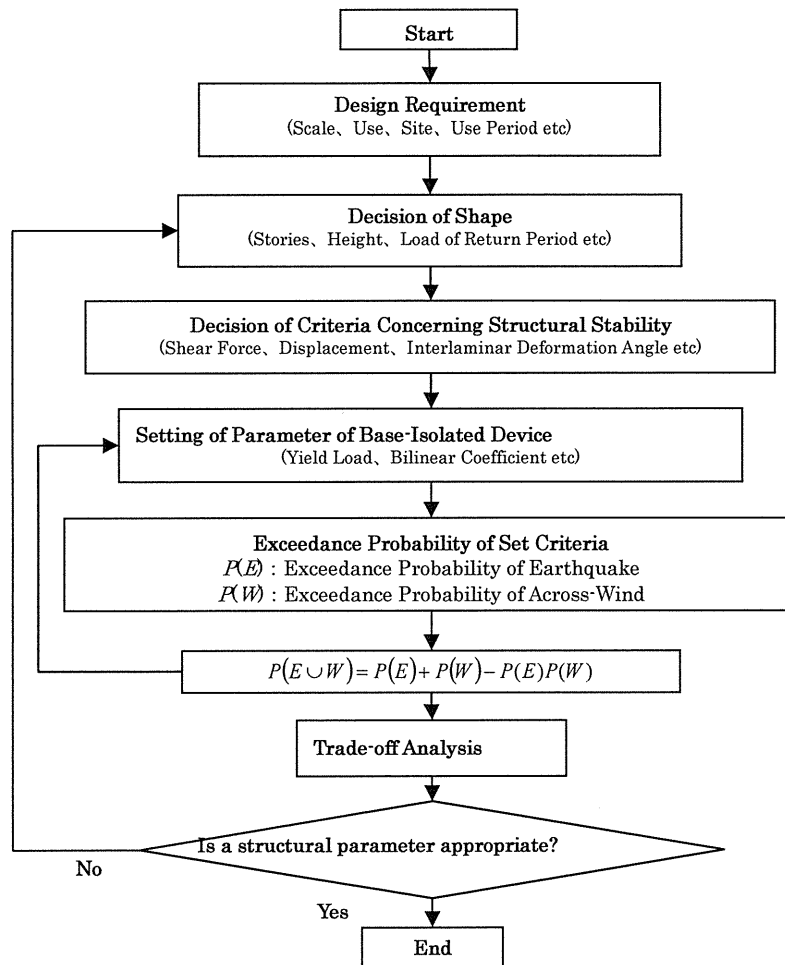 Start
Design Requirement
(Scale、Use、Site、Use Period etc)
Decision of Shape
(Stories、Height、Load of Return Period etc)
Decision of Criteria Concerning Structural Stability
(Shear Force、Displacement、Interlaminar Deformation Angle etc)
Setting of Parameter of Base-Isolated Device
(Yield Load、Bilinear Coefficient etc)
Exceedance Probability of Set Criteria
P(E) : Exceedance Probability of Earthquake
P(W) : Exceedance Probability of Across-Wind
P(E∪W)= P(E)+ P(W)− P(E)P(W)
Trade-off Analysis
Is a structural parameter appropriate?
No
Yes
End